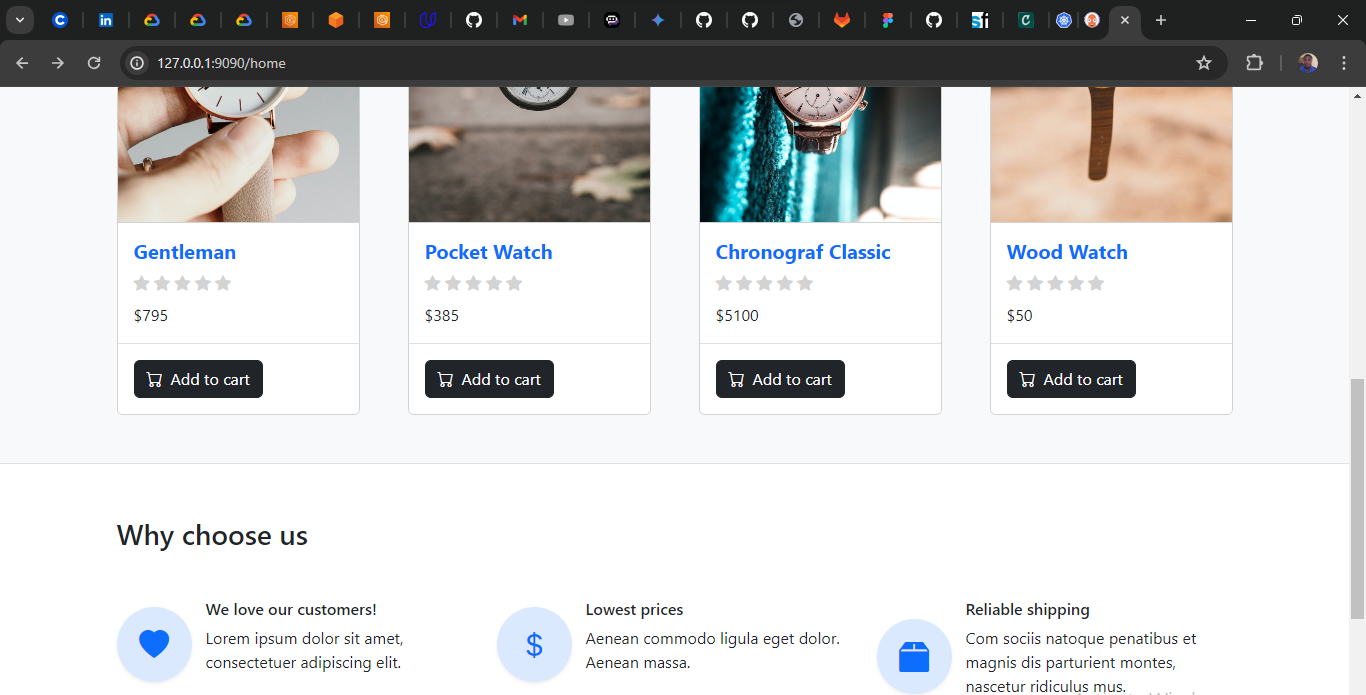 127.0.0.1:9090/home
Gentleman
Pocket Watch
Chronograf Classic
Wood Watch
$795
$385
$5100
$50
Add to cart
Add to cart
Add to cart
Add to cart
Why choose us
We love our customers!
Lorem ipsum dolor sit amet,
consectetuer adipiscing elit.
Lowest prices
$
Aenean commodo ligula eget dolor.
Aenean massa.
Reliable shipping
Com sociis natoque penatibus et
magnis dis parturient montes,
nascetur ridiculus mus.